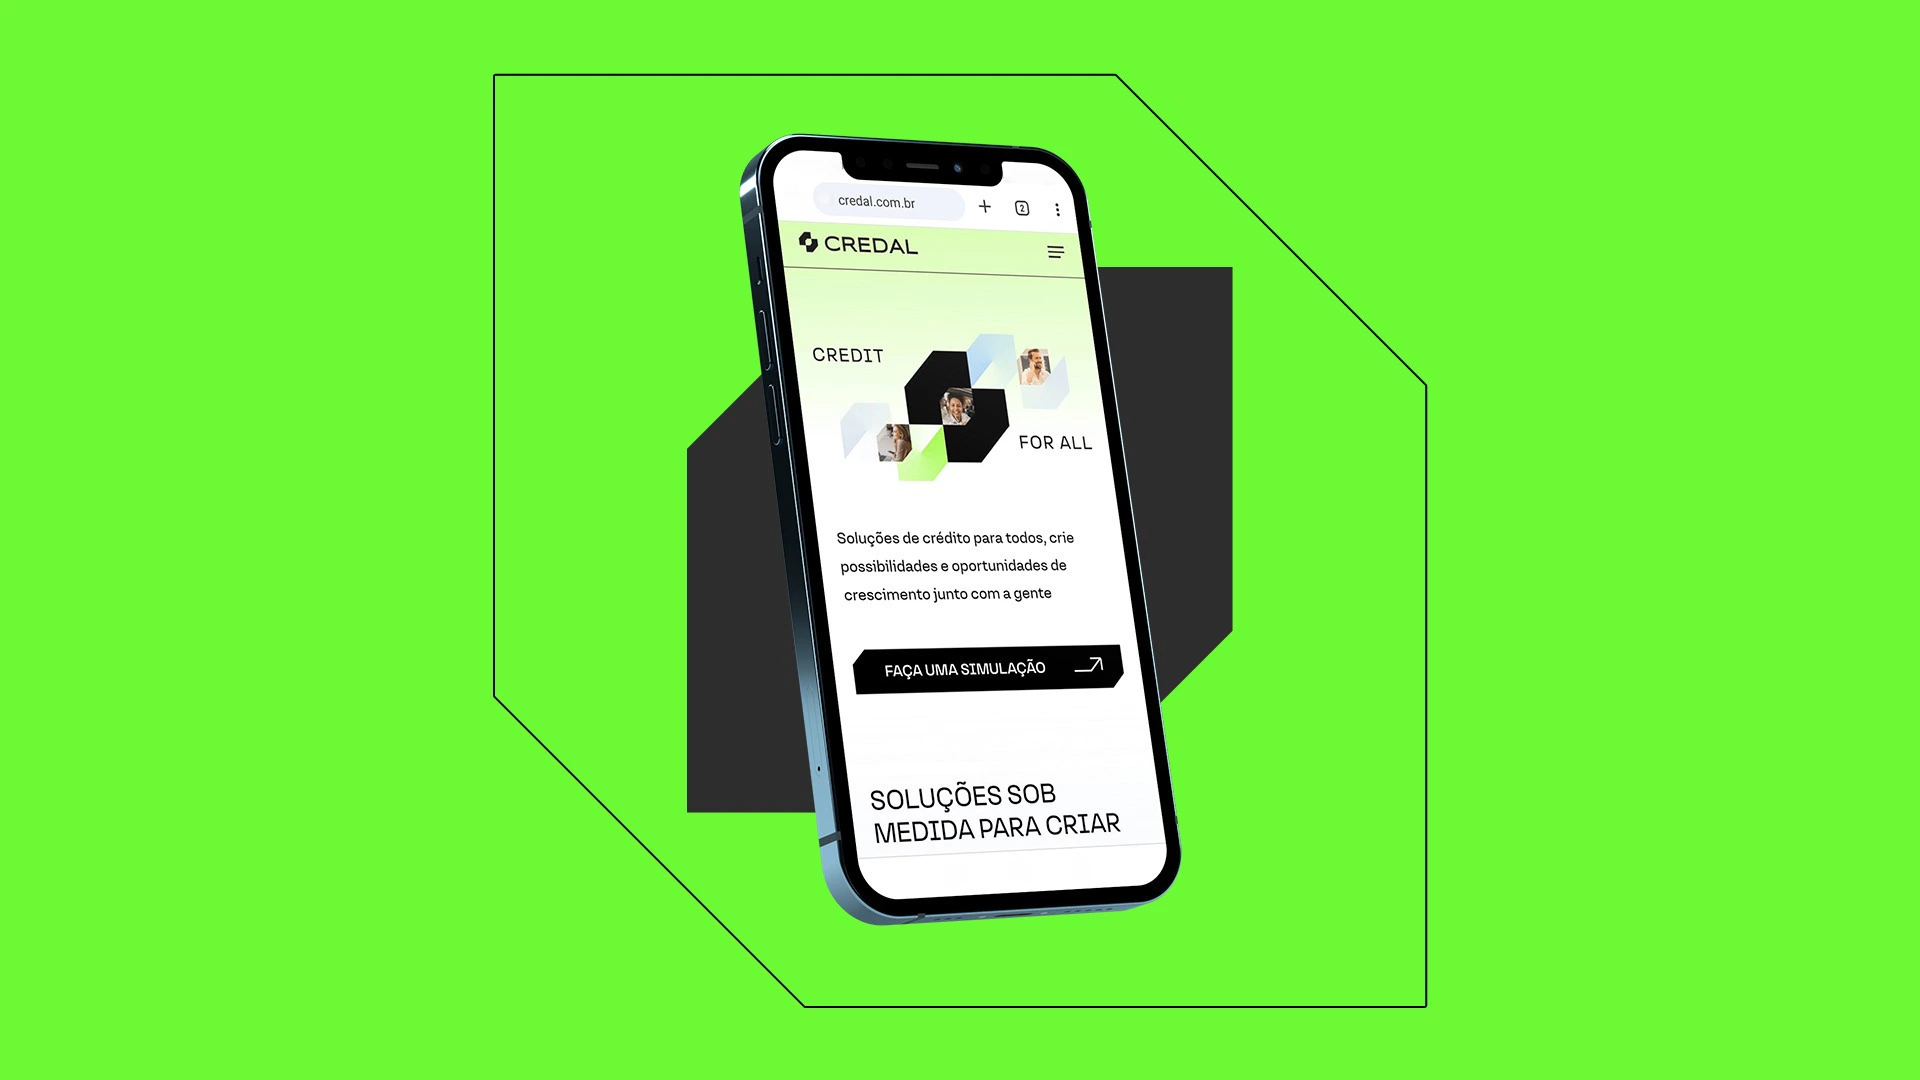 credal.com.br
2
CREDAL
CREDIT
FOR ALL
Soluções de crédito para todos, crie
possibilidades e oportunidades de
crescimento junto com a gente
FAÇA UMA SIMULAÇÃO
SOLUÇÕES SOB
MEDIDA PARA CRIAR